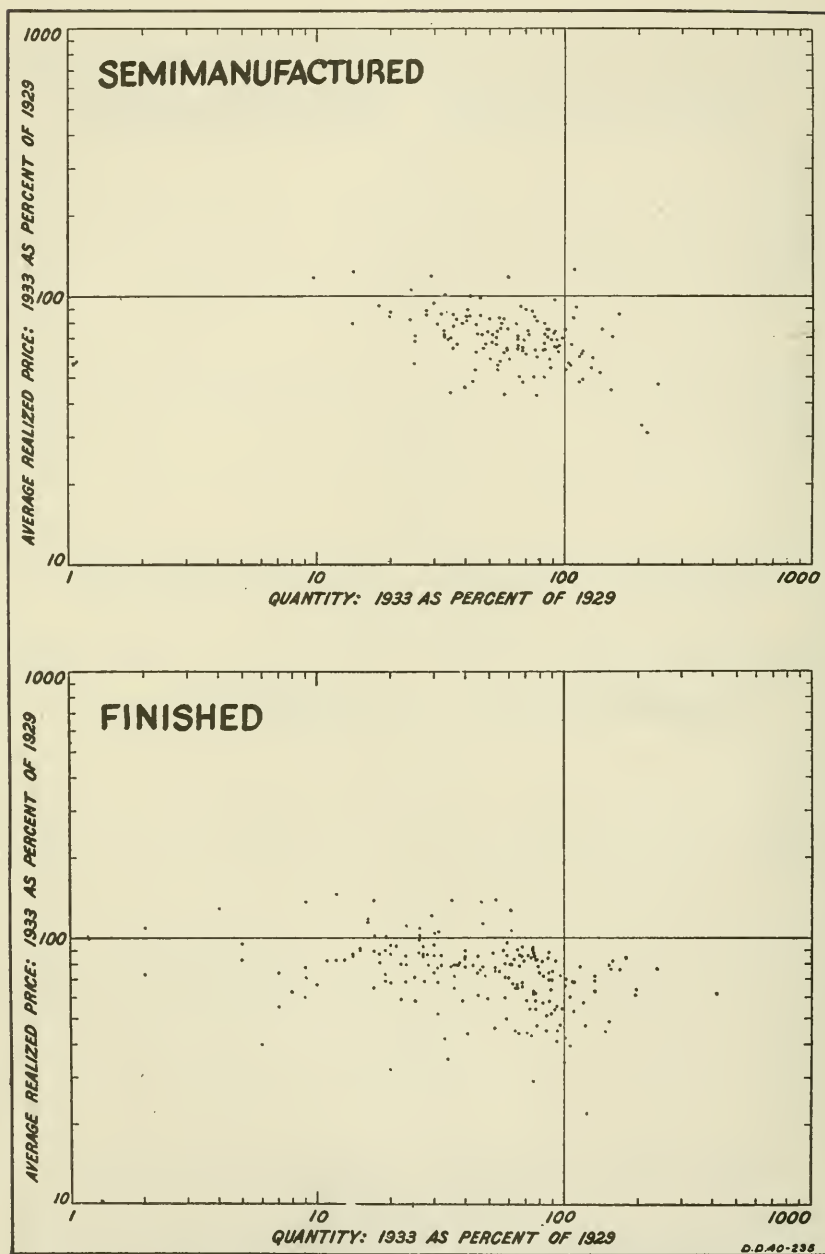 SEMIMANUFACTURED
AVERAGE REALIZED PRICE: 1933 AS PERCENT OF 1929
1000
100
10
1
10
100
1000
QUANTITY: 1933 AS PERCENT OF 1929
FINISHED
AVERAGE REALIZED PRICE: 1933 AS PERCENT OF 1929
1000
100
10
1
10
100
1000
QUANTITY: 1933 AS PERCENT OF 1929
D.D.AO-235